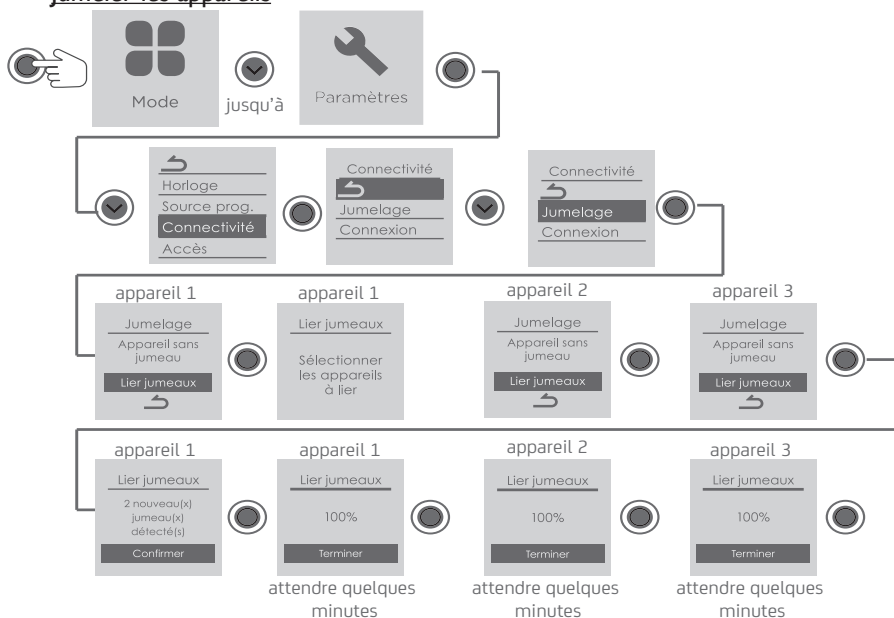 jumeler les appareils
Mode
jusqu'à
Paramètres
Horloge
Source prog.
Connectivité
Accès
Connectivité
Jumelage
Connexion
Connectivité
Jumelage
Connexion
appareil 1
Jumelage
Appareil sans
jumeau
Lier jumeaux
appareil 1
Lier jumeaux
Sélectionner
les appareils
à lier
appareil 2
Jumelage
Appareil sans
jumeau
Lier jumeaux
appareil 3
Jumelage
Appareil sans
jumeau
Lier jumeaux
appareil 1
Lier jumeaux
2 nouveau(x)
jumeau(x)
détecté(s)
Confirmer
appareil 1
Lier jumeaux
100%
Terminer
attendre quelques
minutes
appareil 2
Lier jumeaux
100%
Terminer
attendre quelques
minutes
appareil 3
Lier jumeaux
100%
Terminer
attendre quelques
minutes